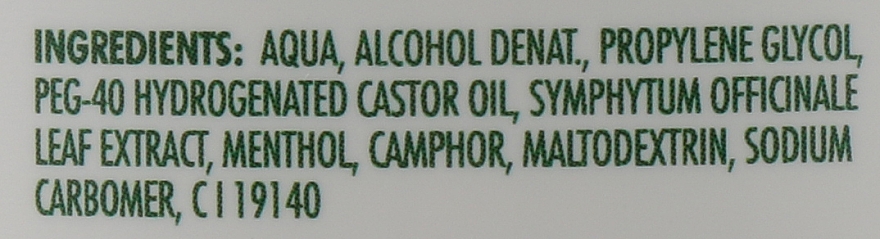 INGREDIENTS: AQUA, ALCOHOL DENAT., PROPYLENE GLYCOL,
PEG-40 HYDROGENATED CASTOR OIL, SYMPHYTUM OFFICINALE
LEAF EXTRACT, MENTHOL, CAMPHOR, MALTODEXTRIN, SODIUM
CARBOMER, C I 19140